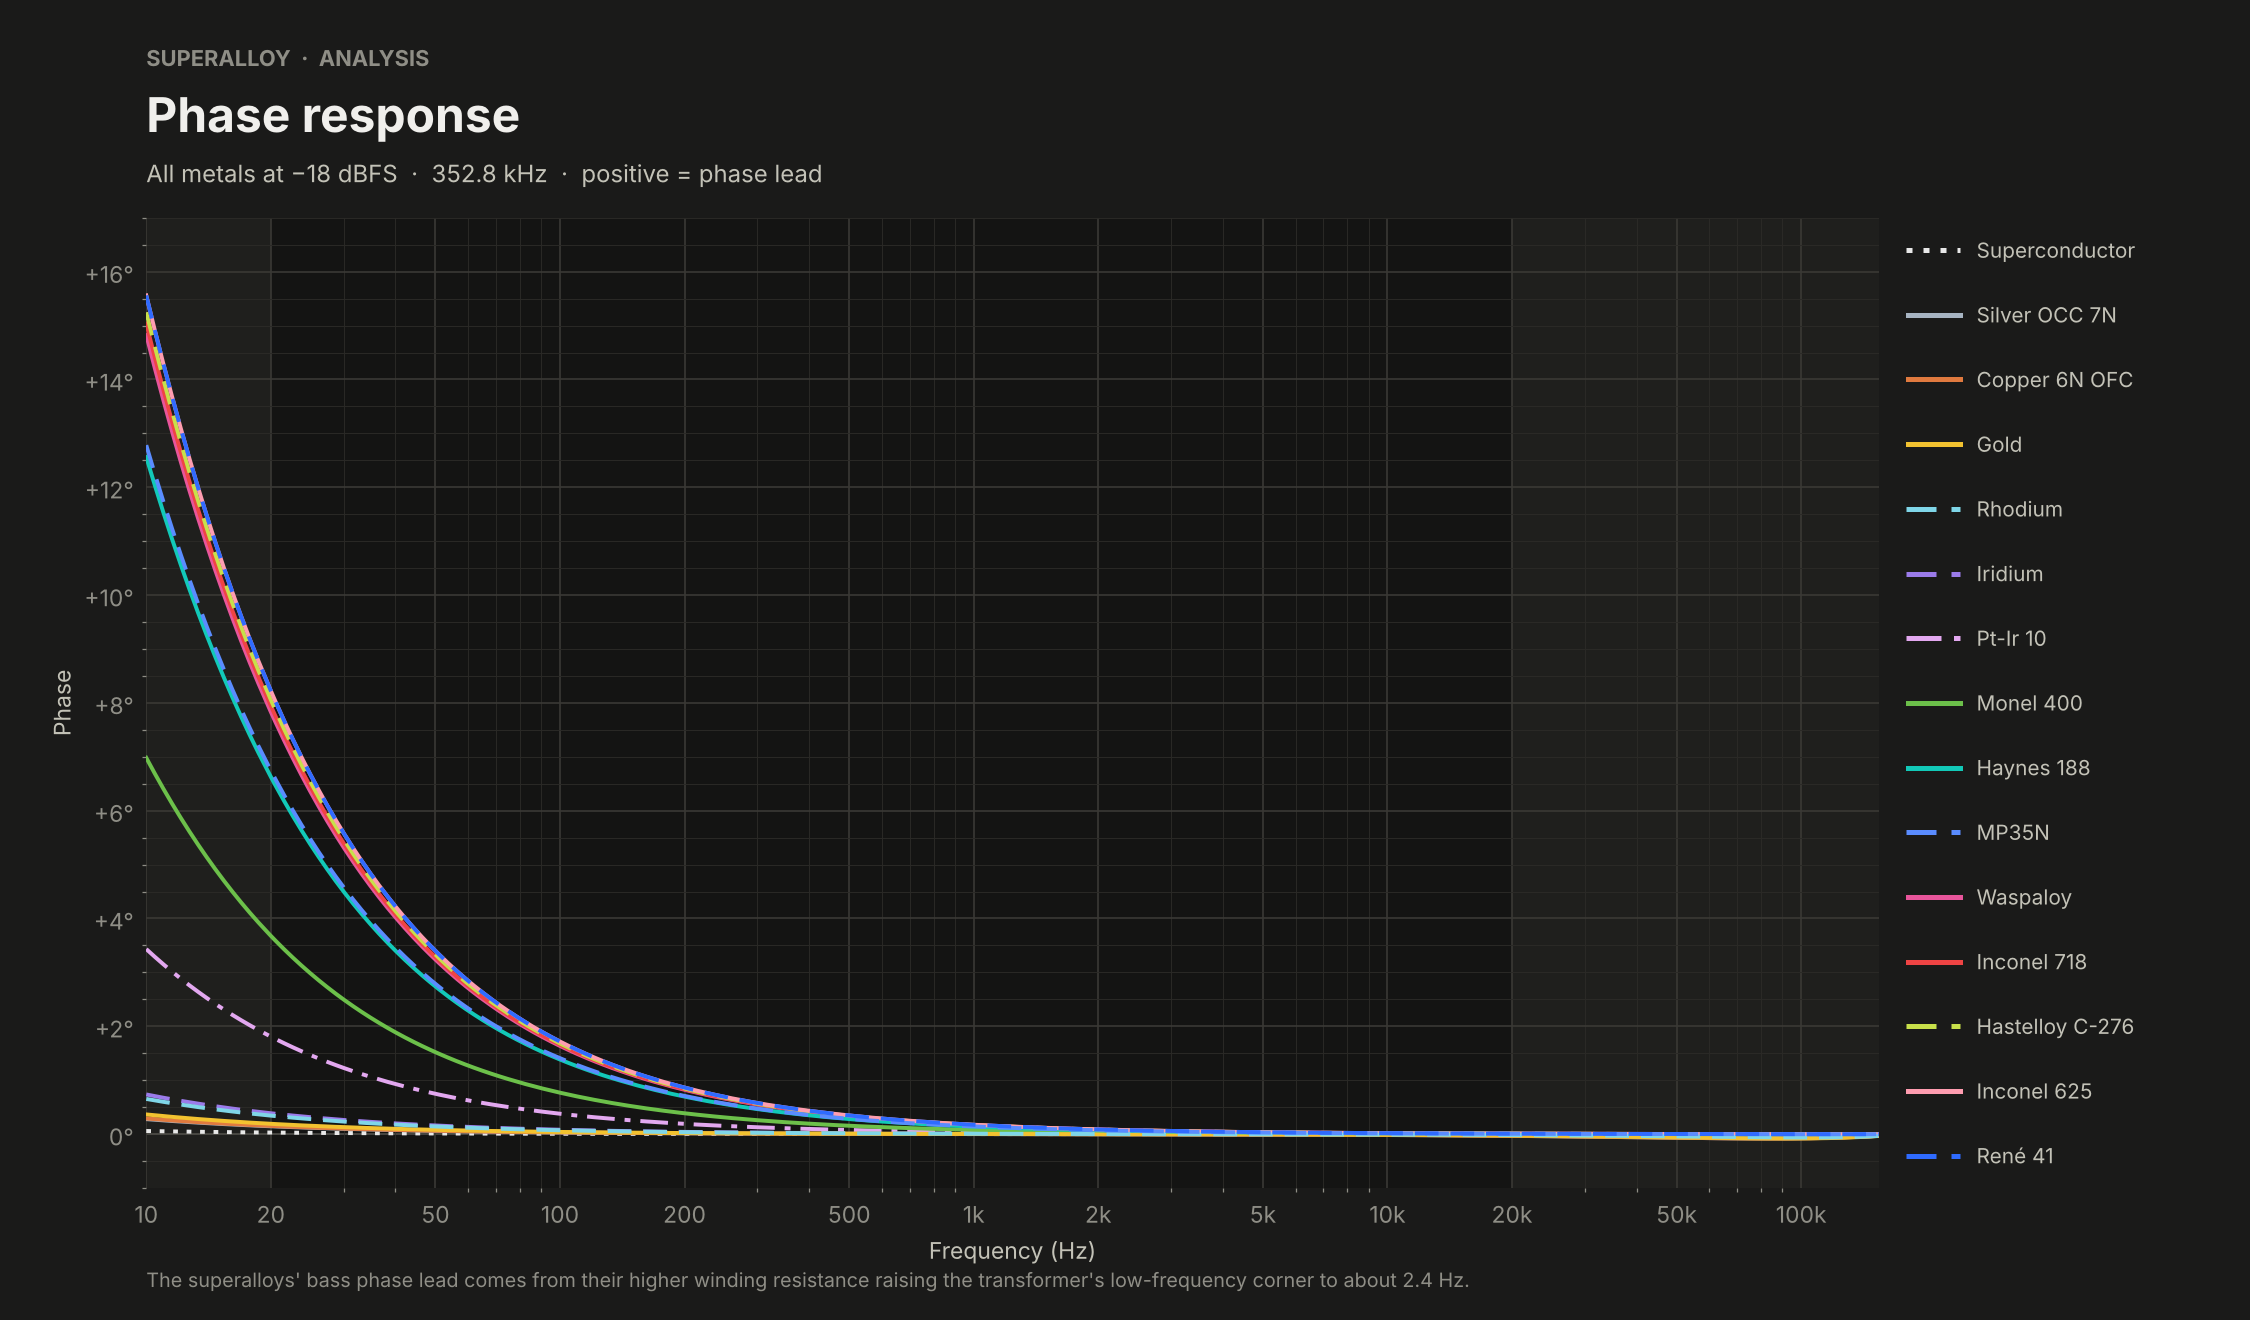 SUPERALLOY · ANALYSIS
Phase response
All metals at −18 dBFS · 352.8 kHz · positive = phase lead
+16°
+14°
+12°
+10°
+8°
+6°
+4°
+2°
0°
Phase
10 20 50 100 200 500 1k 2k 5k 10k 20k 50k 100k
Frequency (Hz)
The superalloys' bass phase lead comes from their higher winding resistance raising the transformer's low-frequency corner to about 2.4 Hz.
Superconductor
Silver OCC 7N
Copper 6N OFC
Gold
Rhodium
Iridium
Pt-Ir 10
Monel 400
Haynes 188
MP35N
Waspaloy
Inconel 718
Hastelloy C-276
Inconel 625
René 41